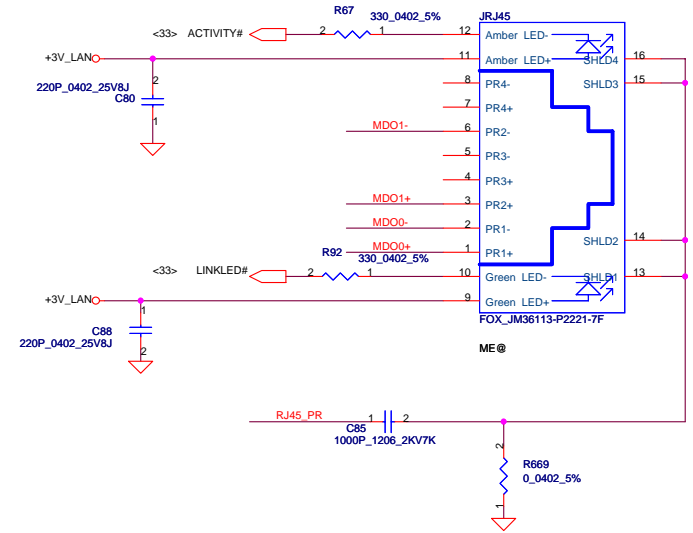 R67
330_0402_5%
JRJ45
<33> ACTIVITY#
2
1
12
Amber LED-
+3V_LAN
11
Amber LED+
SHLD4
16
2
220P_0402_25V8J
C80
1
8
PR4-
SHLD3
15
7
PR4+
MDO1-
6
PR2-
5
PR3-
4
PR3+
MDO1+
3
PR2+
MDO0-
2
PR1-
SHLD2
14
MDO0+
1
PR1+
R92
330_0402_5%
<33> LINKLED#
2
1
10
Green LED-
SHLD1
13
+3V_LAN
9
Green LED+
1
C88
220P_0402_25V8J
2
FOX_JM36113-P2221-7F
ME@
RJ45_PR
1
2
C85
1000P_1206_2KV7K
2
R669
0_0402_5%
1